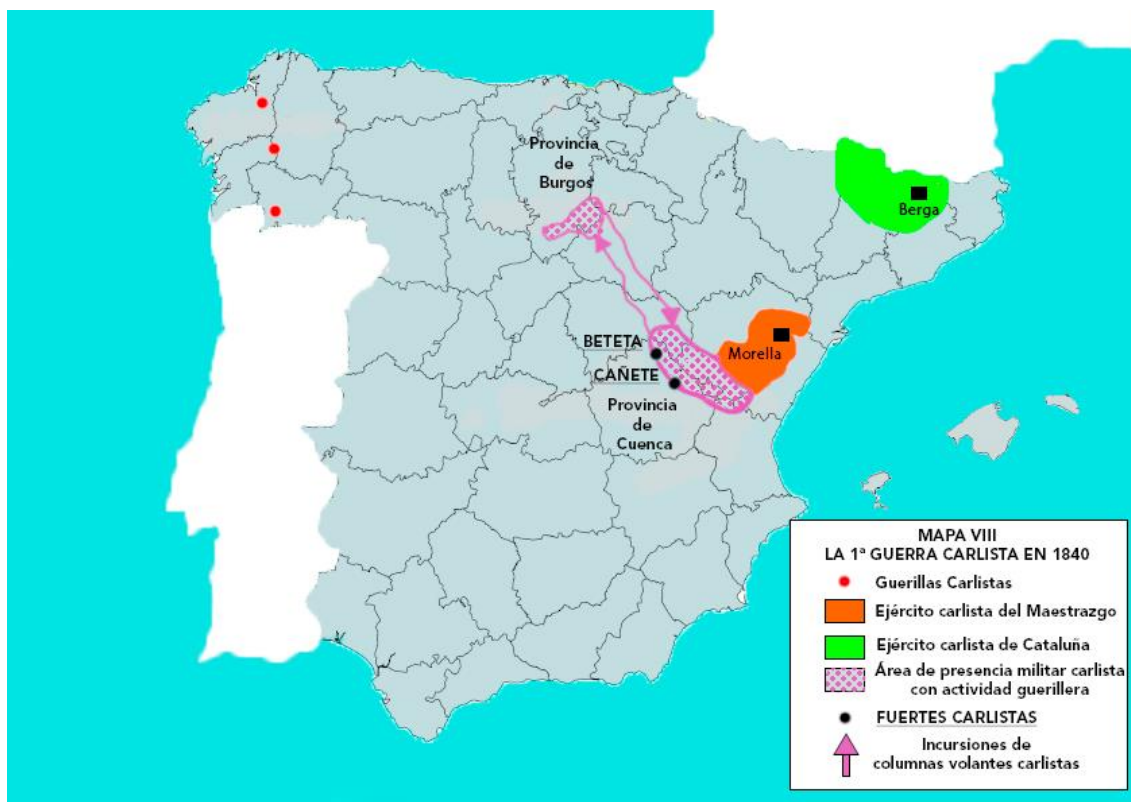 Provincia
de
Burgos
Berga
BETETA
Morella
CAÑETE
Provincia
de
Cuenca
MAPA VIII
LA 1ª GUERRA CARLISTA EN 1840
Guerillas Carlistas
Ejército carlista del Maestrazgo
Ejército carlista de Cataluña
Área de presencia militar carlista
con actividad guerillera
FUERTES CARLISTAS
Incursiones de
columnas volantes carlistas